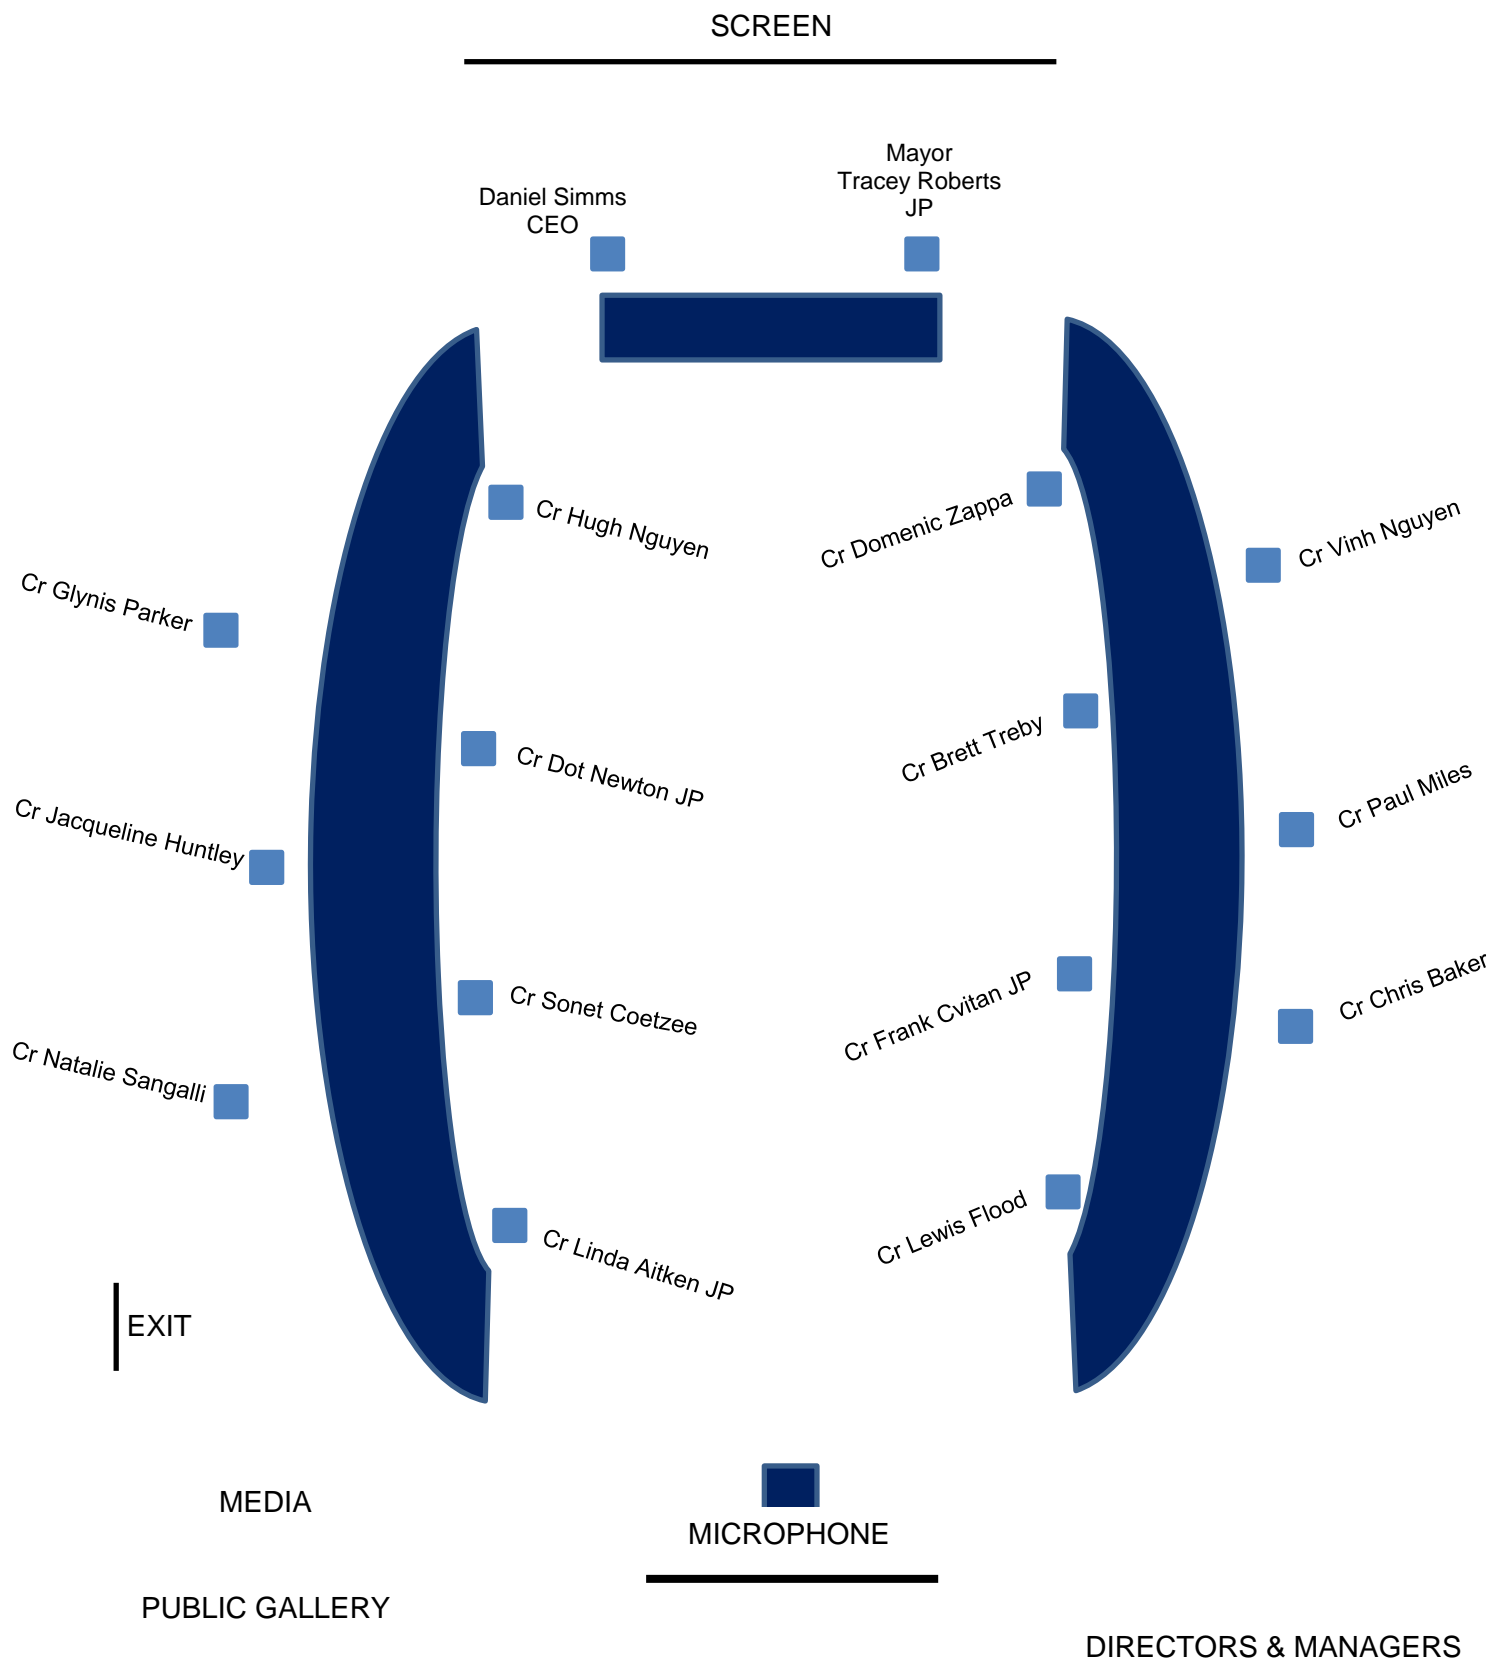 SCREEN
Mayor
Tracey Roberts
JP
Daniel Simms
CEO
Cr Hugh Nguyen
Cr Domenic Zappa
Cr Vinh Nguyen
Cr Glynis Parker
Cr Dot Newton JP
Cr Brett Treby
Cr Paul Miles
Cr Jacqueline Huntley
Cr Sonet Coetzee
Cr Frank Cvitan JP
Cr Chris Baker
Cr Natalie Sangalli
Cr Linda Aitken JP
Cr Lewis Flood
EXIT
MEDIA
MICROPHONE
PUBLIC GALLERY
DIRECTORS & MANAGERS